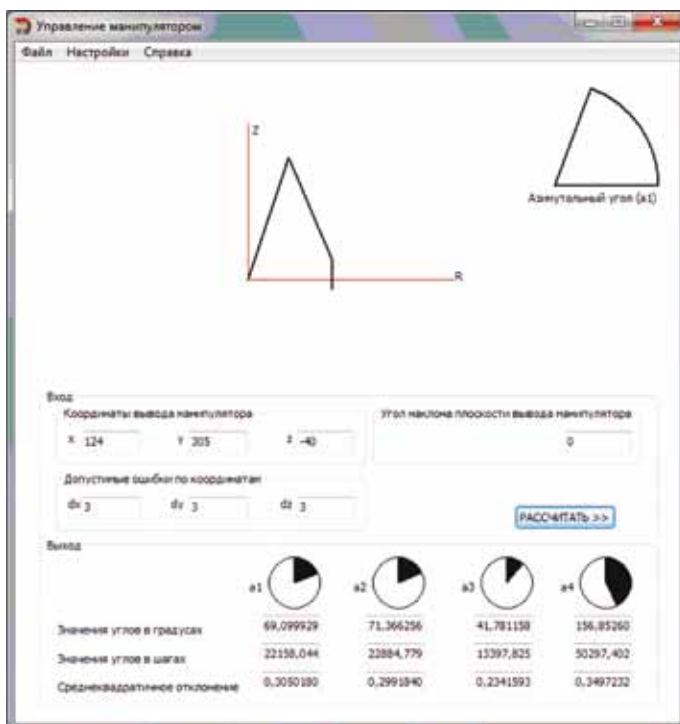 Управление манипулятором
Файл Настройки Справка
Z
R
Азимутальный угол (a1)
Вход
Координаты вывода манипулятора
X 124 Y 305 z -40
Угол наклона плоскости вывода манипулятора
0
Допустимые ошибки по координатам
dx 3 dy 3 dz 3
РАССЧИТАТЬ >>
Выход
a1 a2 a3 a4
Значения углов в градусах 69,099929 71,366256 41,781158 156,85260
Значения углов в шагах 22158,044 22884,779 13397,825 50297,402
Среднеквадратичное отклонение 0,3050180 0,2991840 0,2341593 0,3497232